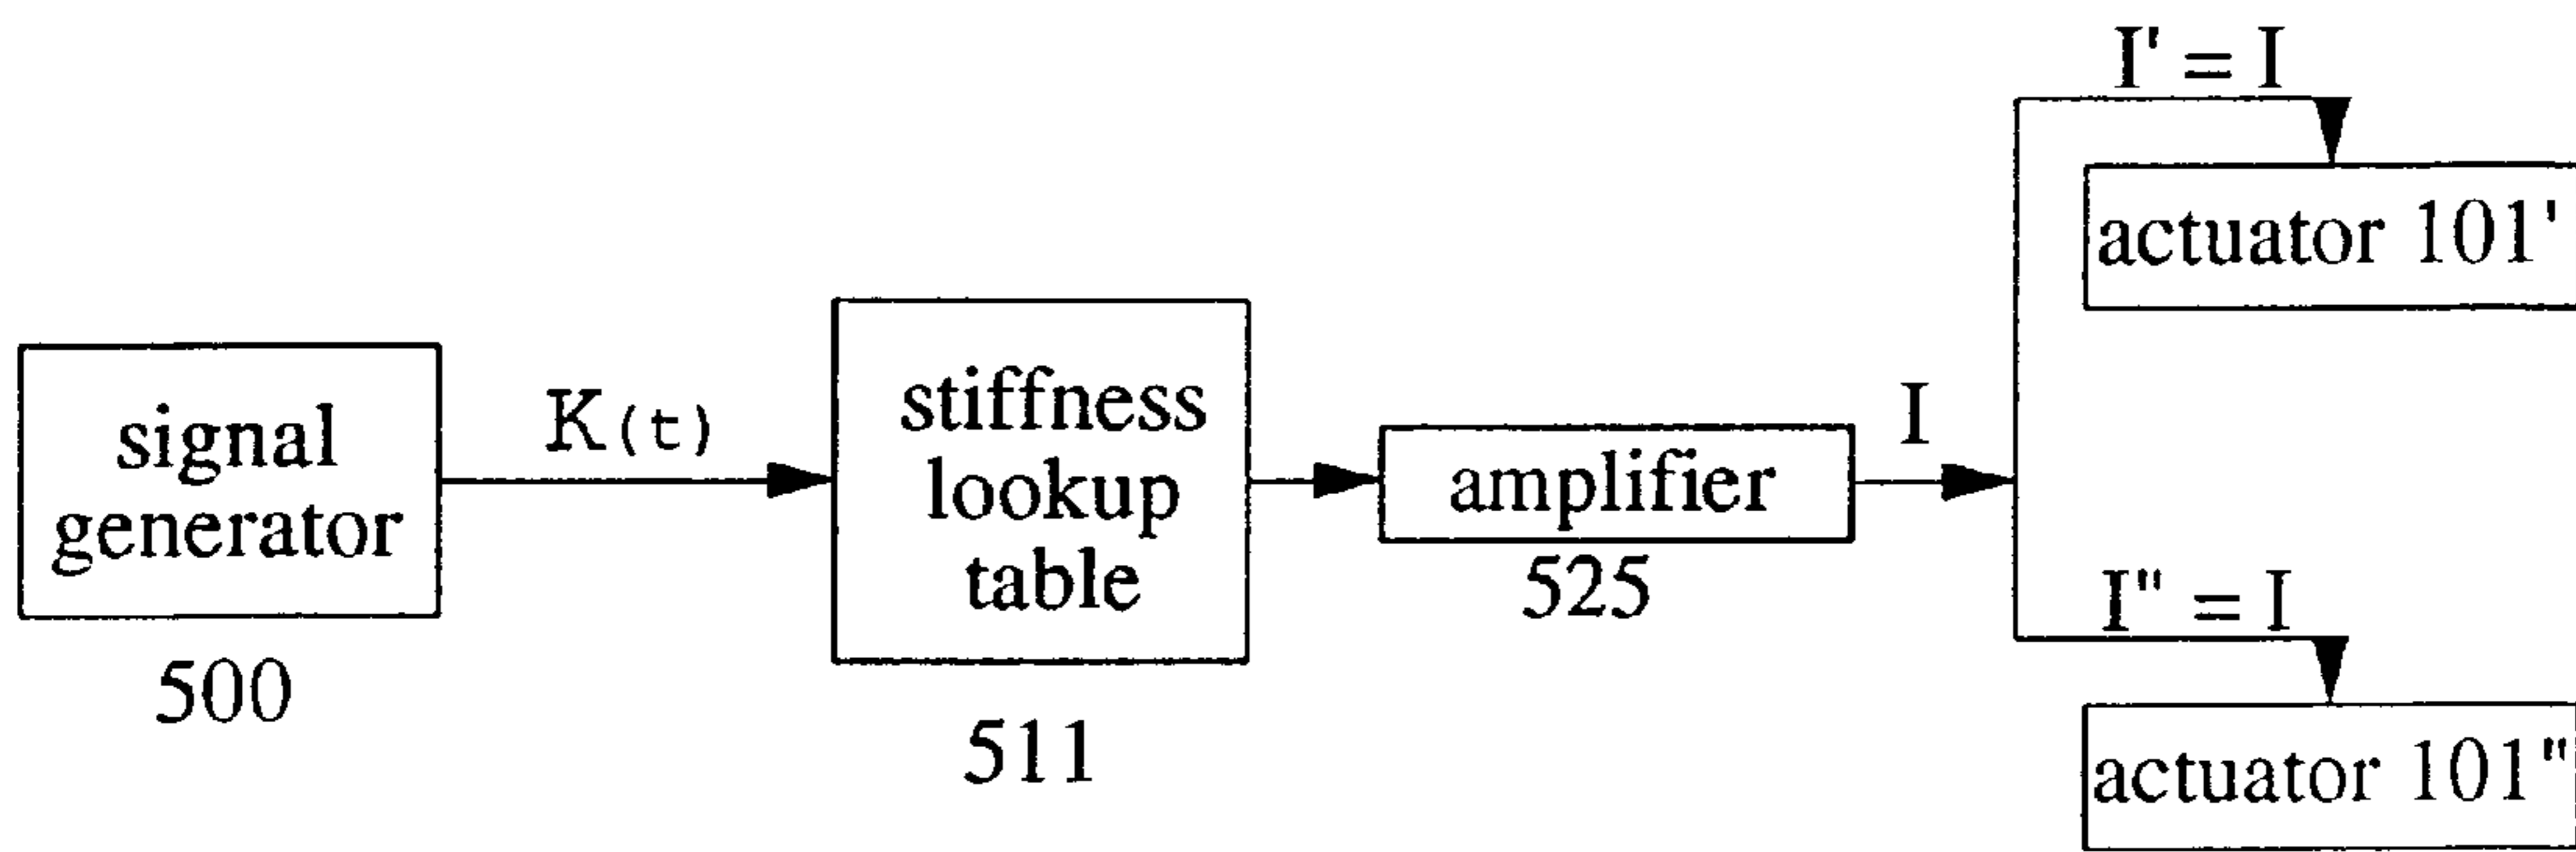 signal
generator
500
K(t)
stiffness
lookup
table
511
amplifier
525
I
I' = I
actuator 101'
I" = I
actuator 101"